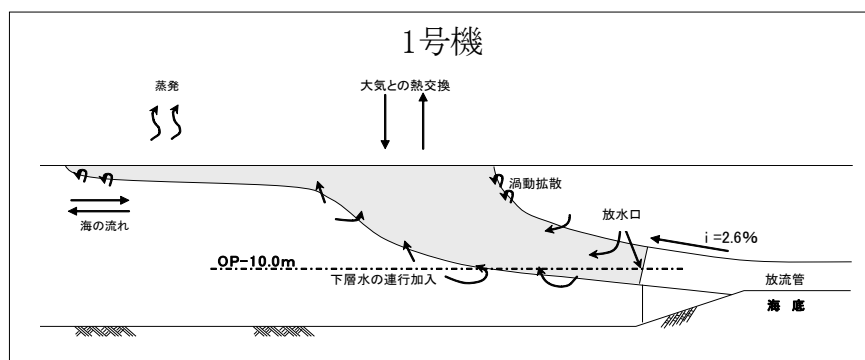 1号機
蒸発
大気との熱交換
渦動拡散
放水口
海の流れ
i=2.6%
OP-10.0m
下層水の連行加入
放流管
海 底